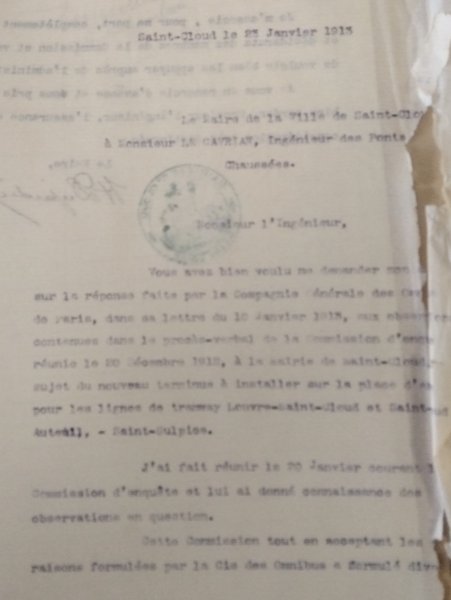 Saint-Cloud le 23 Janvier 1913
Le Maire de la Ville de Saint-Clou
à Monsieur LE CAVRIAN, Ingénieur des Ponts
Chaussées.
Monsieur l'Ingénieur,
Vous avez bien voulu me demander
sur la réponse faite par la Compagnie Générale des
de Paris, dans sa lettre du 10 Janvier 1913, aux observa
contenues dans le procès-verbal de la Commission d'enqu
réunie le 20 Décembre 1912, à la Mairie de Saint-Cloud,
sujet du nouveau terminus à installer sur la place d'
pour les lignes de tramway Louvre-Saint-Cloud et Saint-
Auteuil, - Saint-Sulpice.
J'ai fait réunir le 20 Janvier courant l
Commission d'enquête et lui ai donné connaissance des
observations en question.
Cette Commission tout en acceptant les
raisons formulées par la Cie des Omnibus a formulé div